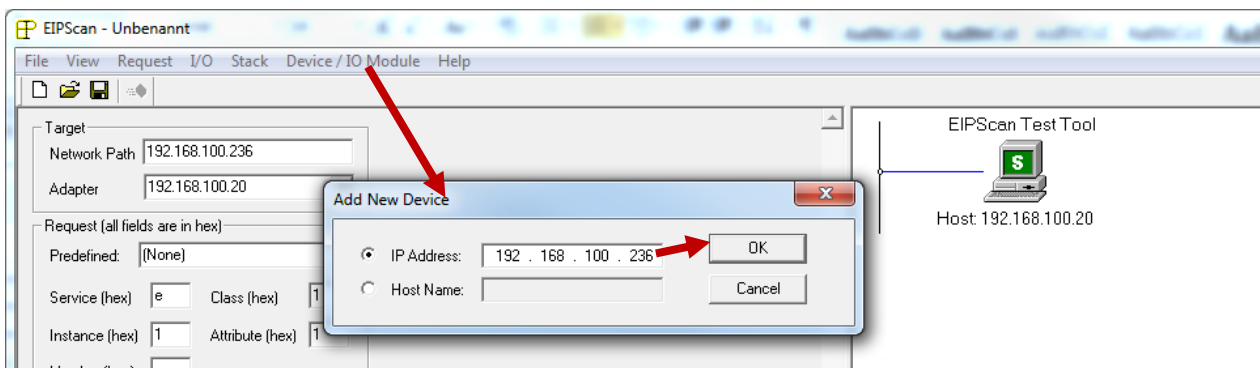 EIPScan - Unbenannt
File View Request I/O Stack Device / IO Module Help
Target
Network Path 192.168.100.236
Adapter 192.168.100.20
Request (all fields are in hex)
Predefined: (None)
Service (hex) e Class (hex) 1
Instance (hex) 1 Attribute (hex) 1
Add New Device
IP Address: 192 . 168 . 100 . 236 OK
Host Name: Cancel
EIPScan Test Tool
S
Host: 192.168.100.20